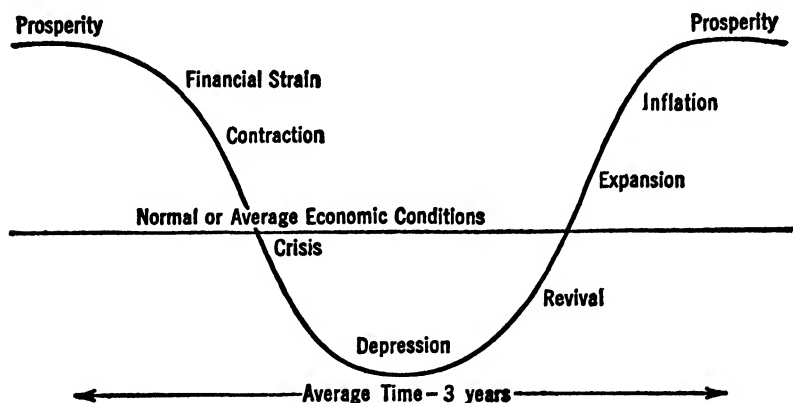 Prosperity
Prosperity
Financial Strain
Inflation
Contraction
Expansion
Normal or Average Economic Conditions
Crisis
Revival
Depression
Average Time – 3 years